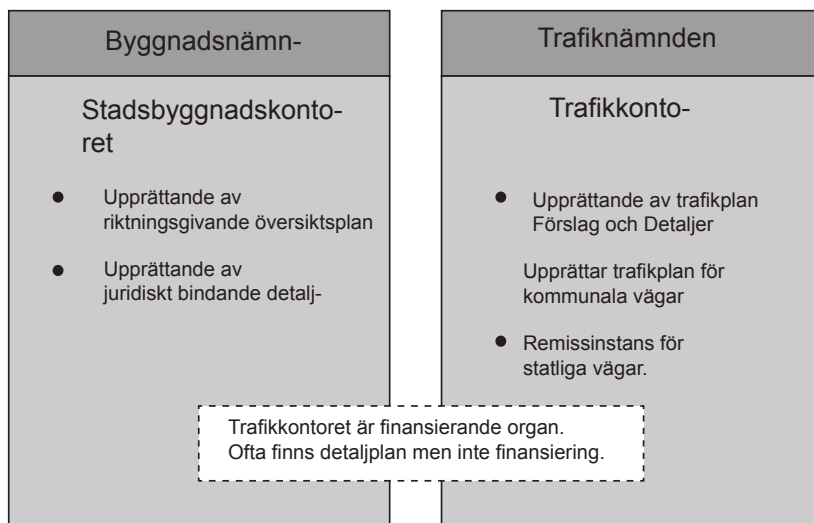 Byggnadsnämn-
Stadsbyggnadskonto-
ret
● Upprättande av
riktningsgivande översiktsplan
● Upprättande av
juridiskt bindande detalj-
Trafiknämnden
Trafikkonto-
● Upprättande av trafikplan
Förslag och Detaljer
Upprättar trafikplan för
kommunala vägar
● Remissinstans för
statliga vägar.
Trafikkontoret är finansierande organ.
Ofta finns detaljplan men inte finansiering.